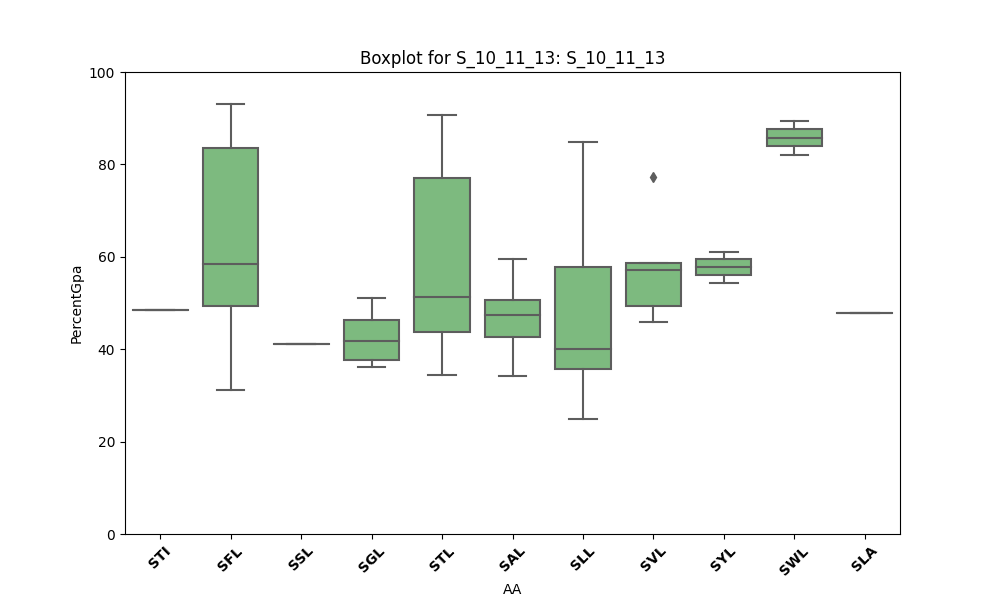 Boxplot for S_10_11_13: S_10_11_13
100
80
60
40
20
0
PercentGpa
STI SFL SSL SGL STL SAL SLL SVL SYL SWL SLA
AA